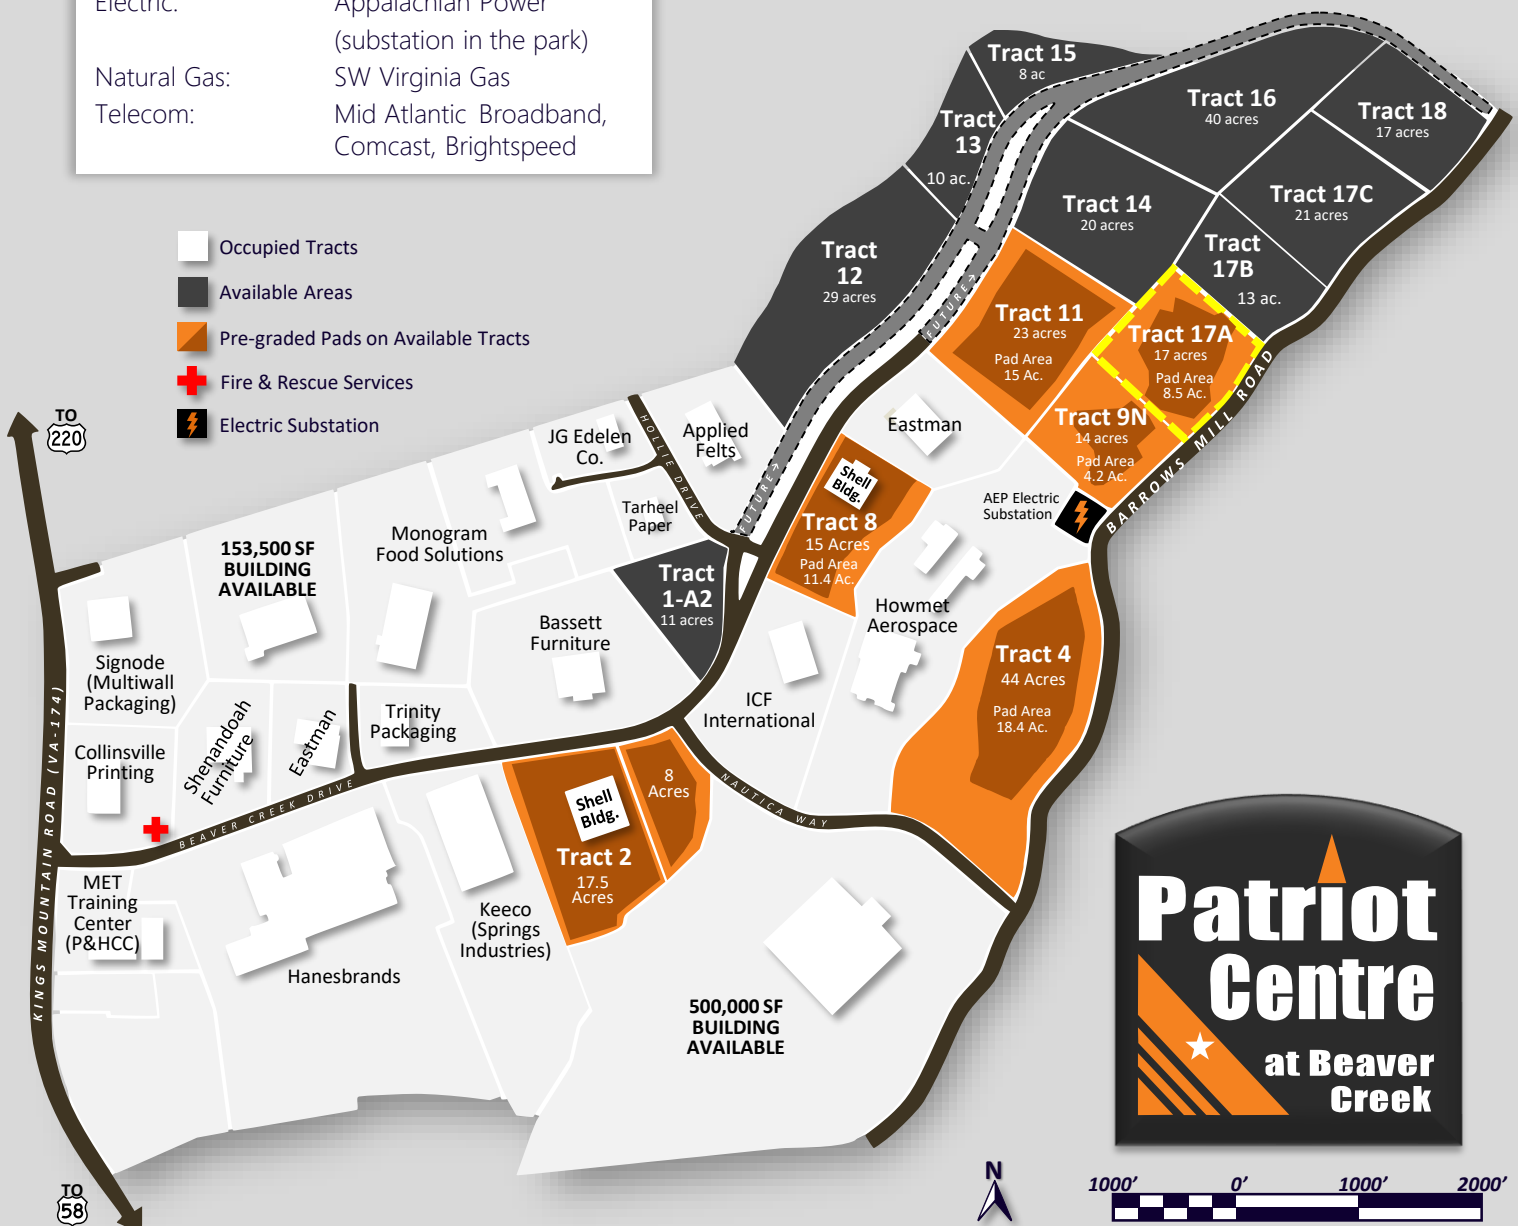 Electric:
Appalachian Power
(substation in the park)
Natural Gas:
SW Virginia Gas
Telecom:
Mid Atlantic Broadband,
Comcast, Brightspeed
Occupied Tracts
Available Areas
Pre-graded Pads on Available Tracts
Fire & Rescue Services
Electric Substation
TO
220
Tract 15
8 ac
Tract
13
10 ac.
Tract 16
40 acres
Tract 18
17 acres
Tract 14
20 acres
Tract 17C
21 acres
Tract
17B
13 ac.
Tract
12
29 acres
FUTURE >
Tract 11
23 acres
Pad Area
15 Ac.
Tract 17A
17 acres
Pad Area
8.5 Ac.
Tract 9N
14 acres
Pad Area
4.2 Ac.
BARROWS MILL ROAD
AEP Electric
Substation
Eastman
Shell
Bldg.
Tract 8
15 Acres
Pad Area
11.4 Ac.
HOLLIE DRIVE
JG Edelen
Co.
Applied
Felts
FUTURE >
Tarheel
Paper
Monogram
Food Solutions
153,500 SF
BUILDING
AVAILABLE
Tract
1-A2
11 acres
Bassett
Furniture
Howmet
Aerospace
Tract 4
44 Acres
Pad Area
18.4 Ac.
ICF
International
Signode
(Multiwall
Packaging)
Collinsville
Printing
Shenandoah
Furniture
Eastman
Trinity
Packaging
KINGS MOUNTAIN ROAD (VA-174)
BEAVER CREEK DRIVE
NAUTICA WAY
8
Acres
Shell
Bldg.
Tract 2
17.5
Acres
MET
Training
Center
(P&HCC)
Hanesbrands
Keeco
(Springs
Industries)
500,000 SF
BUILDING
AVAILABLE
Patriot
Centre
at Beaver
Creek
TO
58
N
1000’
0’
1000’
2000’